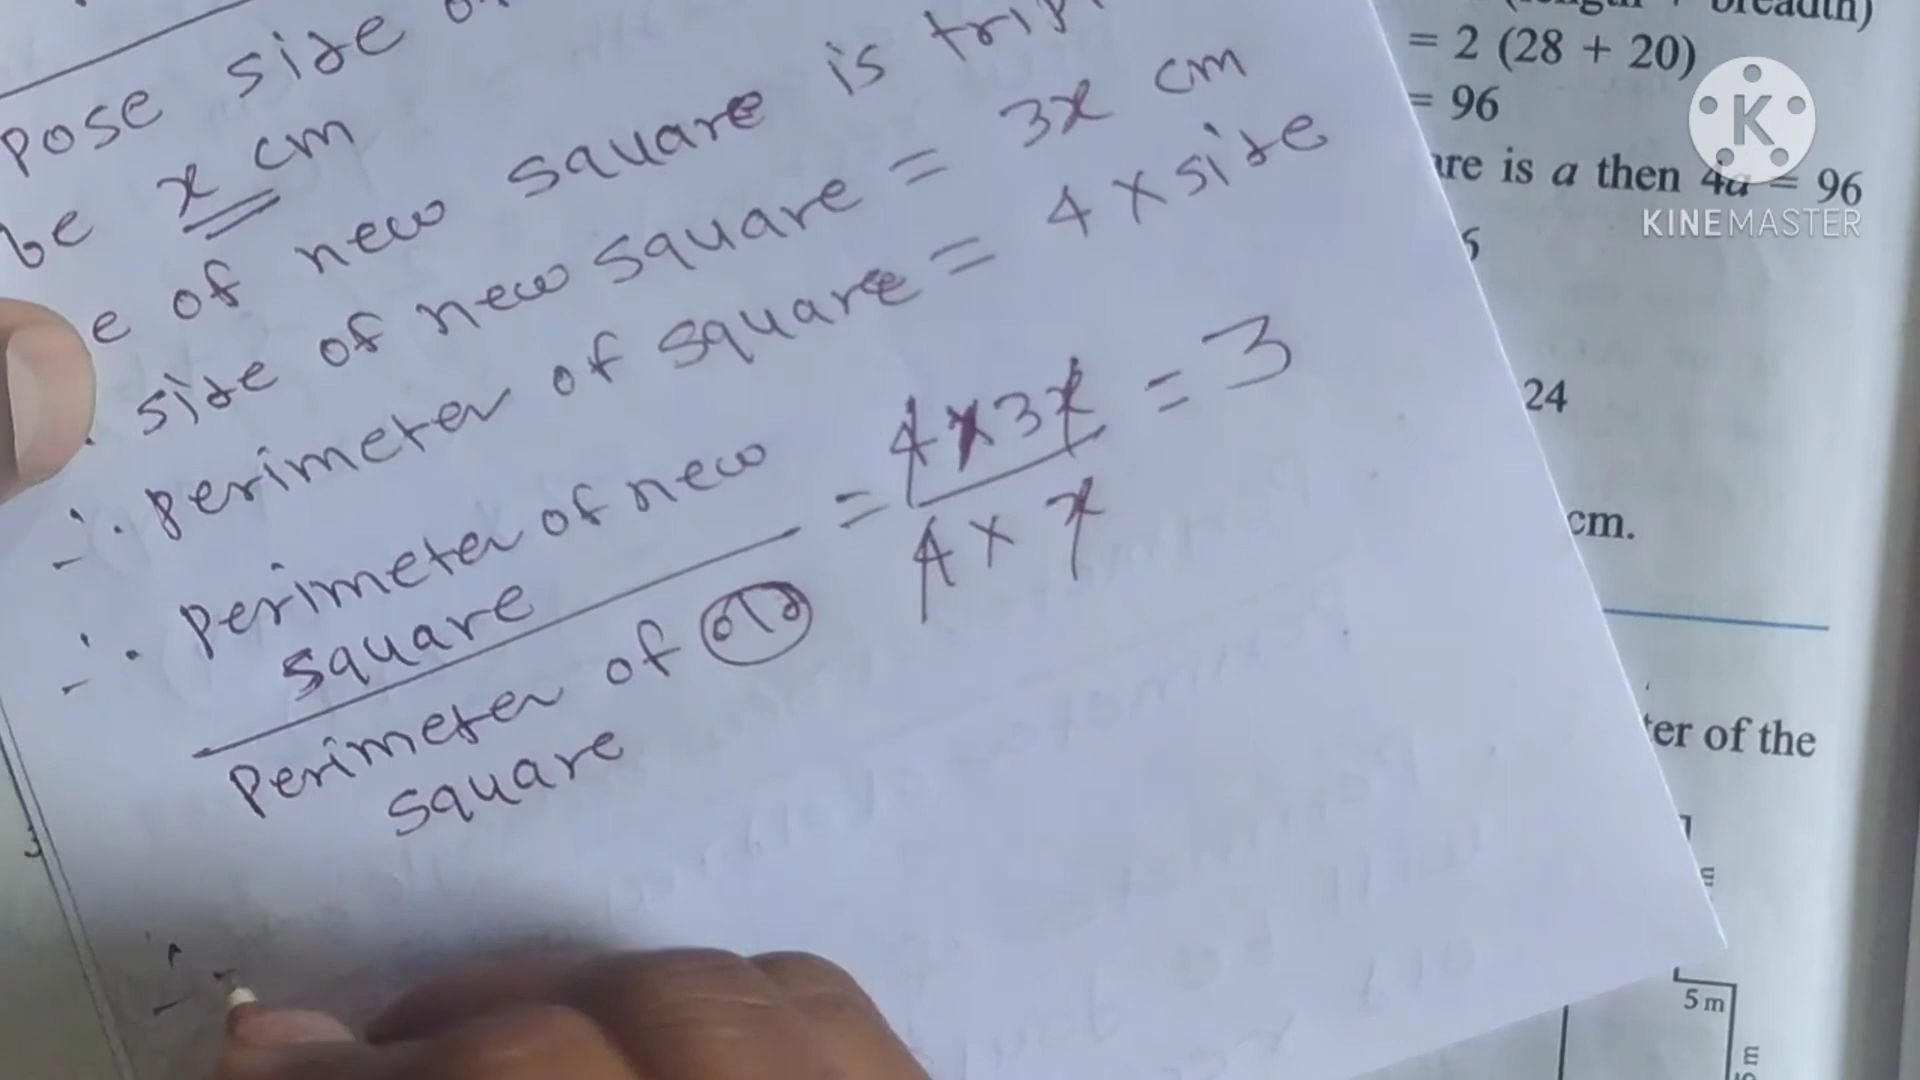 pose side
be x cm
e of new square is trip
side of new square = 3x cm
∴ perimeter of square = 4 × side
∴ perimeter of new square
Perimeter of old square
= 4 × 3x
4 × x
= 3
breadth)
= 2 (28 + 20)
= 96
are is a then 4a = 96
24
cm.
er of the
5 m
K
KINEMASTER